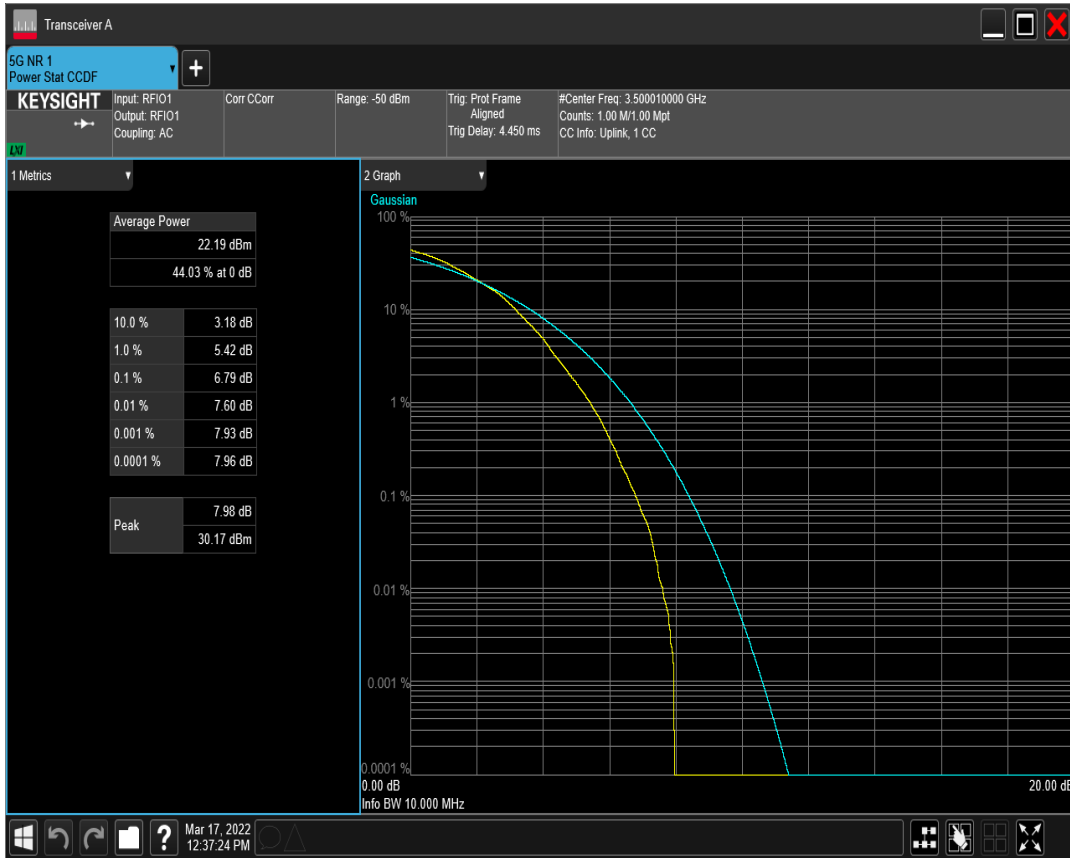 Transceiver A
5G NR 1
Power Stat CCDF
KEYSIGHT
LXI
Input: RFIO1
Output: RFIO1
Coupling: AC
Corr CCorr
Range: -50 dBm
Trig: Prot Frame
Aligned
Trig Delay: 4.450 ms
#Center Freq: 3.500010000 GHz
Counts: 1.00 M/1.00 Mpt
CC Info: Uplink, 1 CC
1 Metrics
Average Power
22.19 dBm
44.03 % at 0 dB
10.0 % 3.18 dB
1.0 % 5.42 dB
0.1 % 6.79 dB
0.01 % 7.60 dB
0.001 % 7.93 dB
0.0001 % 7.96 dB
Peak
7.98 dB
30.17 dBm
2 Graph
Gaussian
100 %
10 %
1 %
0.1 %
0.01 %
0.001 %
0.0001 %
0.00 dB 20.00 dB
Info BW 10.000 MHz
?
Mar 17, 2022
12:37:24 PM